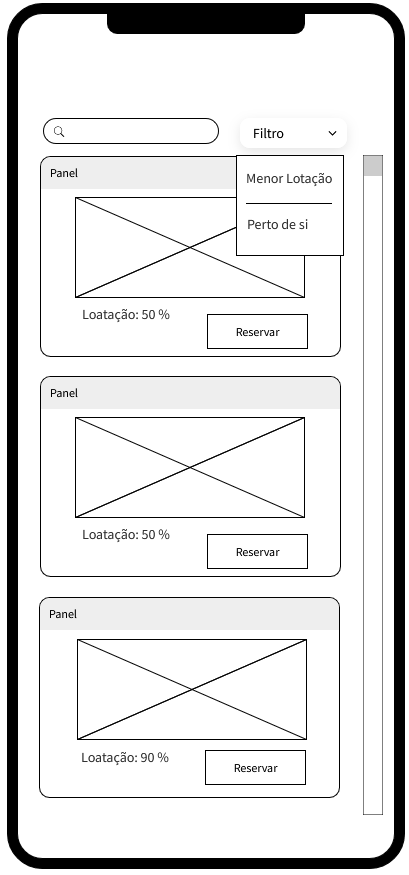 Filtro
Menor Lotação
Perto de si
Panel
Loatação: 50 %
Reservar
Panel
Loatação: 50 %
Reservar
Panel
Loatação: 90 %
Reservar